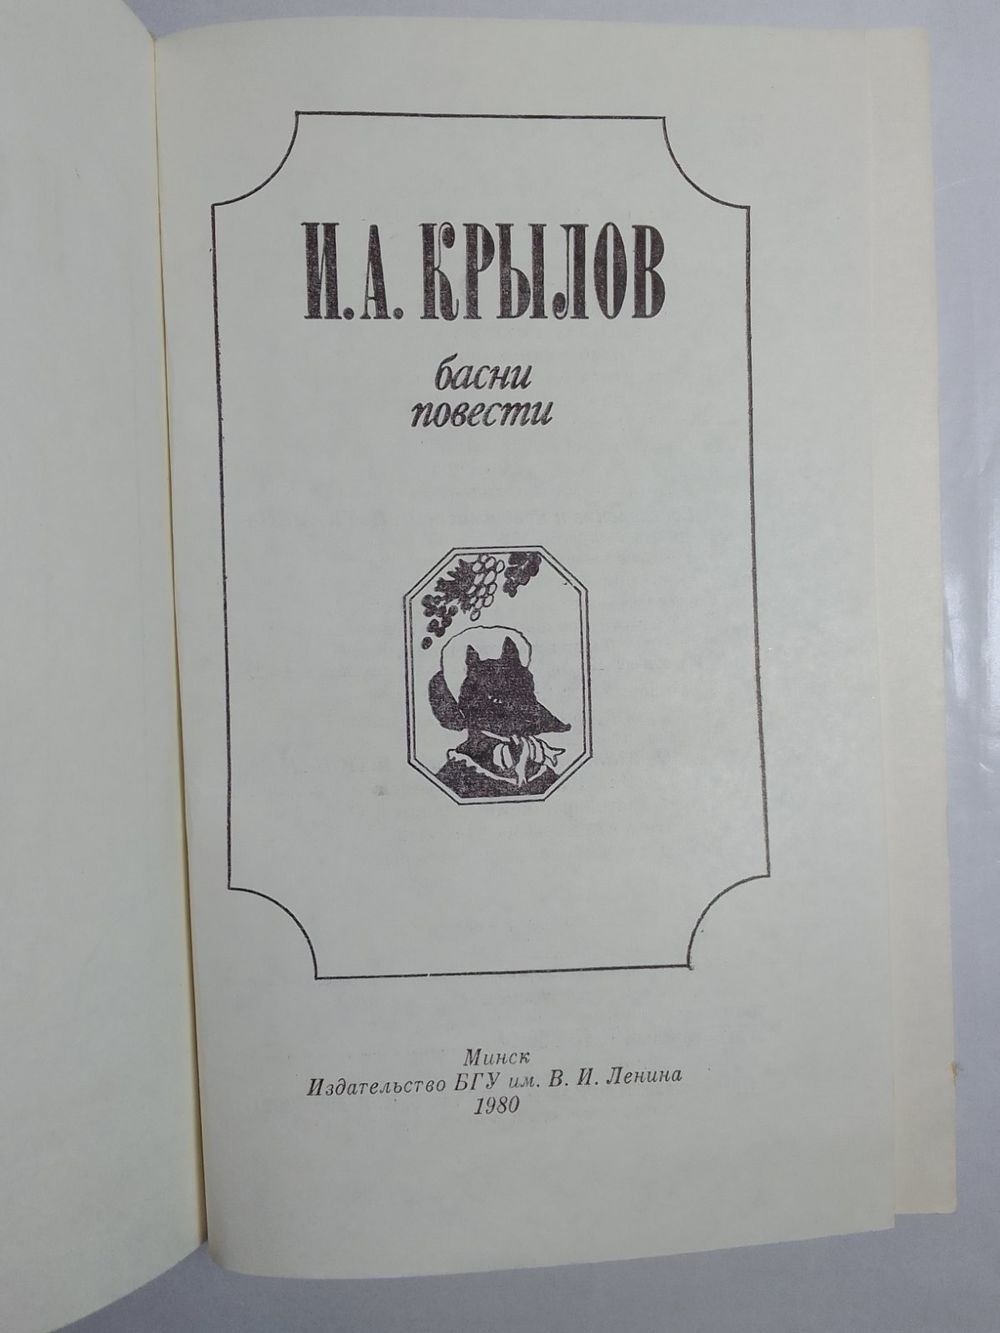 И. А. КРЫЛОВ
басни
повести
Минск
Издательство БГУ им. В. И. Ленина
1980